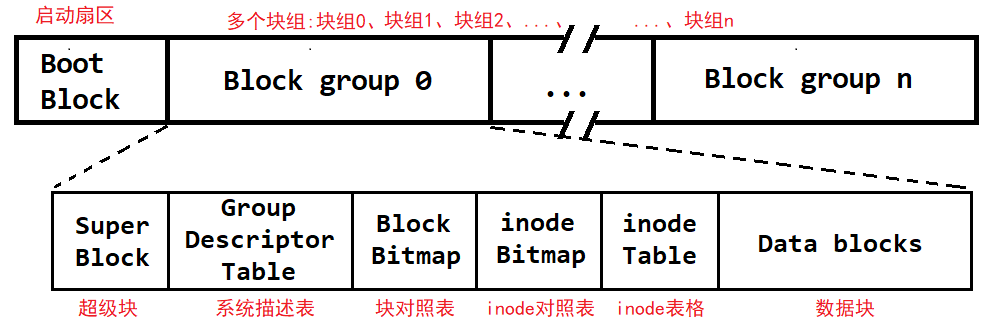 启动扇区
多个块组:块组0、块组1、块组2、...、 ...、块组n
Boot
Block
Block group 0
...
Block group n
Super
Block
Group
Descriptor
Table
Block
Bitmap
inode
Bitmap
inode
Table
Data blocks
超级块
系统描述表
块对照表
inode对照表
inode表格
数据块